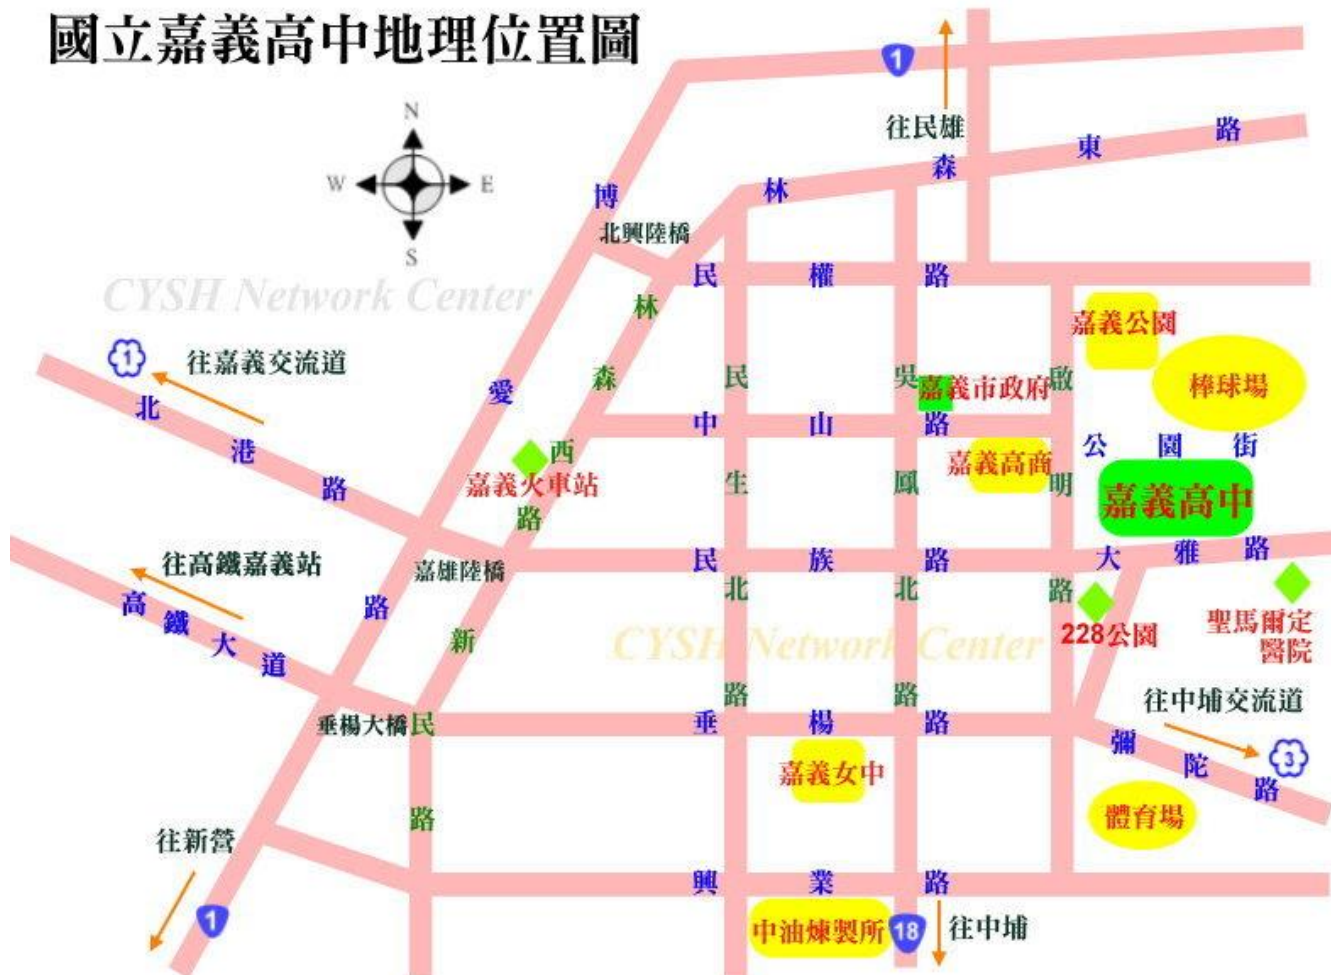 國立嘉義高中地理位置圖
1
往民雄
林森東路
N
W
E
S
北興陸橋
CYSH Network Center
民權路
嘉義公園
棒球場
1
往嘉義交流道
北港路
博愛路
林森西路
民生北路
吳鳳北路
啟明路
嘉義市政府
中山路
公園街
嘉義高商
嘉義高中
嘉義火車站
往高鐵嘉義站
嘉雄陸橋
民族路
大雅路
高鐵大道
新民路
CYSH Network Center
228公園
聖馬爾定
醫院
垂楊大橋
垂楊路
往中埔交流道
3
彌陀路
嘉義女中
體育場
往新營
1
興業路
中油煉製所
18
往中埔